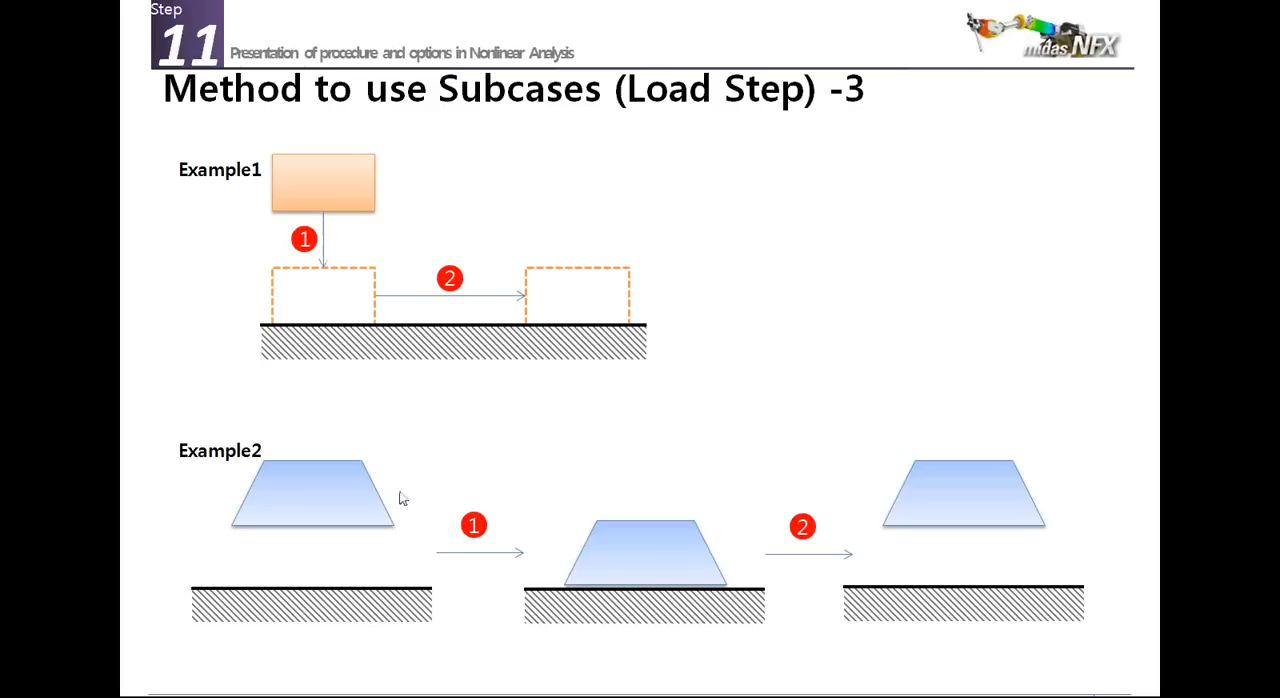 Step
11
Presentation of procedure and options in Nonlinear Analysis
midas NFX
Method to use Subcases (Load Step) -3
Example1
1
2
Example2
1
2